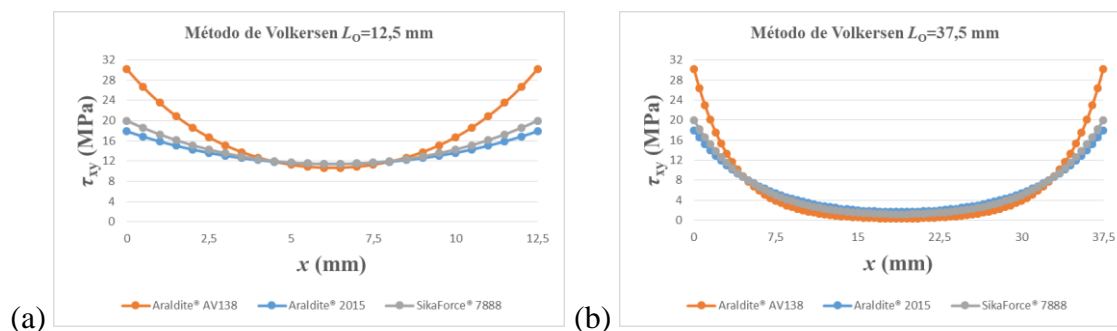 Método de Volkersen LO=12,5 mm
32
28
24
20
16
12
8
4
0
τxy (MPa)
0 2,5 5 7,5 10 12,5
x (mm)
Araldite® AV138 Araldite® 2015 SikaForce® 7888
(a)
Método de Volkersen LO=37,5 mm
32
28
24
20
16
12
8
4
0
τxy (MPa)
0 7,5 15 22,5 30 37,5
x (mm)
Araldite® AV138 Araldite® 2015 SikaForce® 7888
(b)